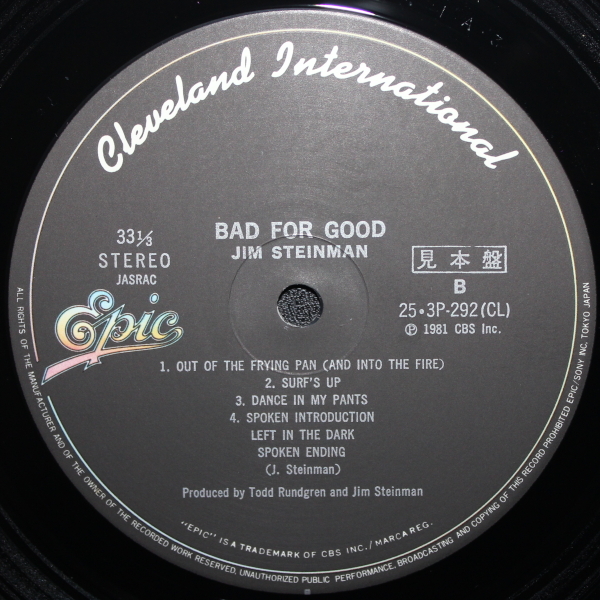 Cleveland International
BAD FOR GOOD
JIM STEINMAN
33⅓
STEREO
JASRAC
見本盤
B
25•3P-292(CL)
Ⓟ 1981 CBS Inc.
Epic
1. OUT OF THE FRYING PAN (AND INTO THE FIRE)
2. SURF'S UP
3. DANCE IN MY PANTS
4. SPOKEN INTRODUCTION
LEFT IN THE DARK
SPOKEN ENDING
(J. Steinman)
Produced by Todd Rundgren and Jim Steinman
"EPIC" IS A TRADEMARK OF CBS INC./MARCA REG.
ALL RIGHTS OF THE MANUFACTURER AND OF THE OWNER OF THE RECORDED WORK RESERVED. UNAUTHORIZED PUBLIC PERFORMANCE, BROADCASTING AND COPYING OF THIS RECORD PROHIBITED EPIC/SONY INC. TOKYO JAPAN